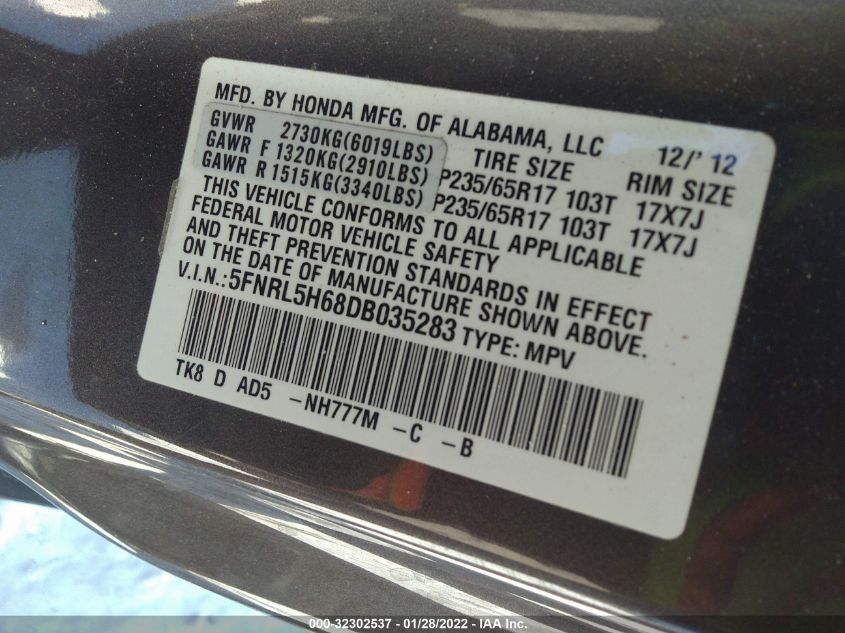 MFD. BY HONDA MFG. OF ALABAMA, LLC 12/'12
GVWR 2730KG(6019LBS) TIRE SIZE RIM SIZE
GAWR F 1320KG(2910LBS) P235/65R17 103T 17X7J
GAWR R 1515KG(3340LBS) P235/65R17 103T 17X7J
THIS VEHICLE CONFORMS TO ALL APPLICABLE
FEDERAL MOTOR VEHICLE SAFETY
AND THEFT PREVENTION STANDARDS IN EFFECT
ON THE DATE OF MANUFACTURE SHOWN ABOVE.
V.I.N.:5FNRL5H68DB035283 TYPE: MPV
TK8 D AD5 -NH777M -C -B
000-32302537 - 01/28/2022 - IAA Inc.